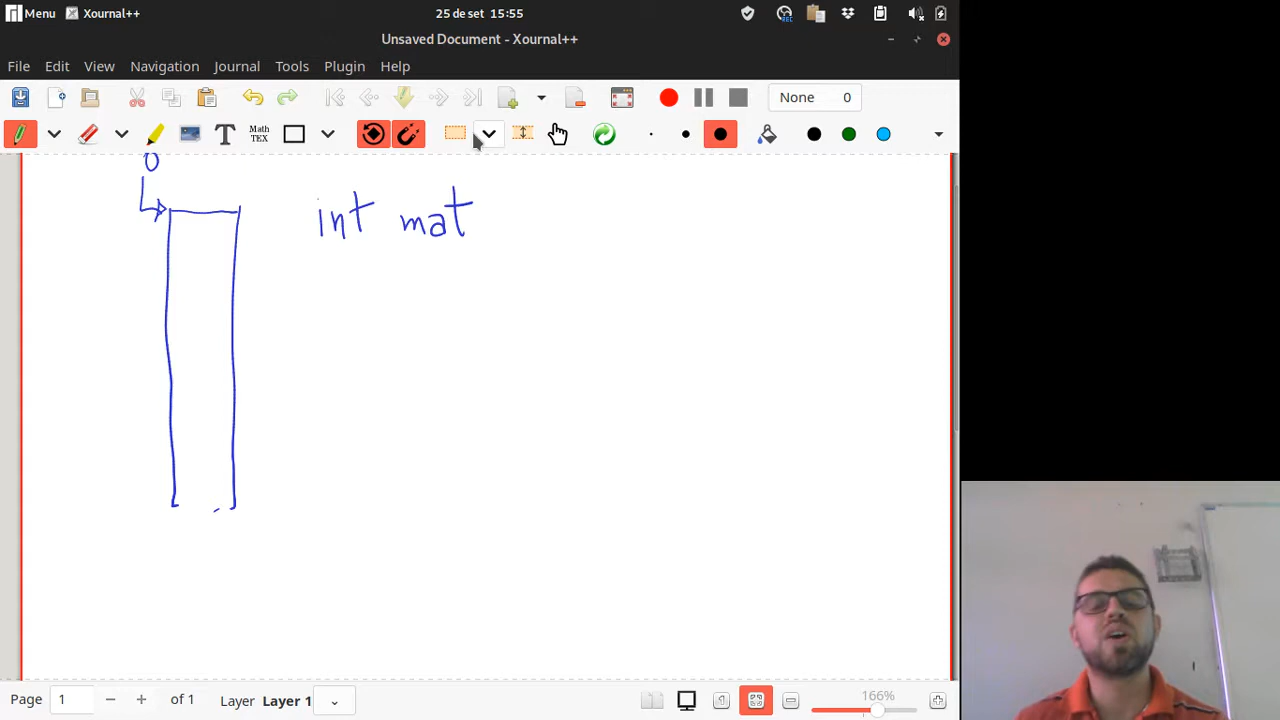 Menu Xournal++ 25 de set 15:55 REC
Unsaved Document - Xournal++
File Edit View Navigation Journal Tools Plugin Help
None 0
T Math TEX
0
int mat
Page 1 of 1 Layer Layer 1 166%